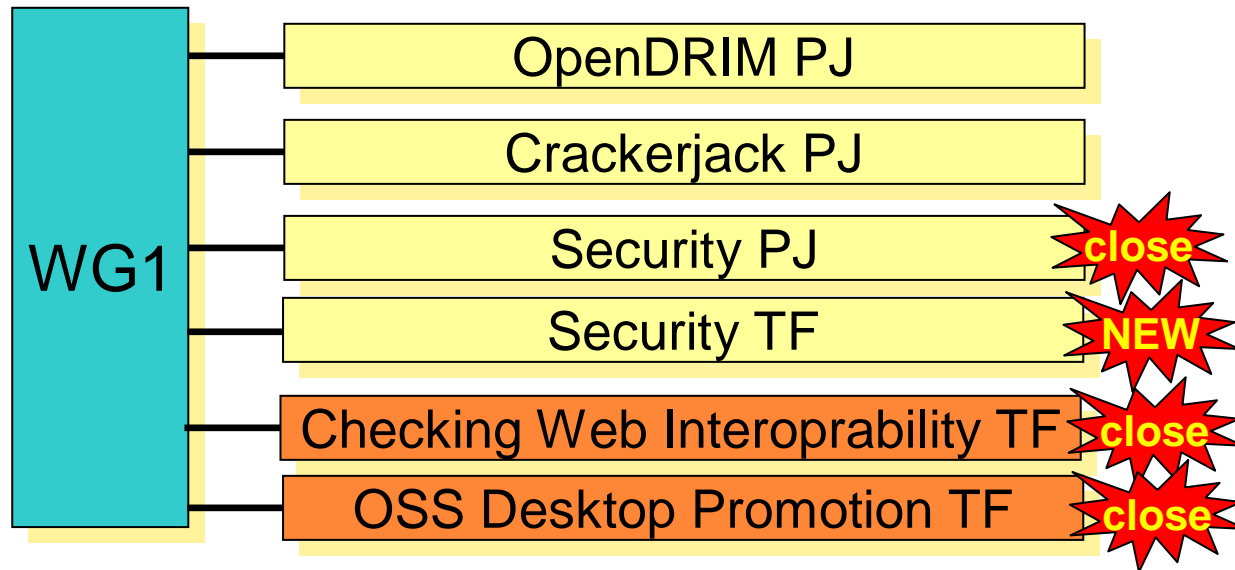 WG1
OpenDRIM PJ
Crackerjack PJ
Security PJ
close
Security TF
NEW
Checking Web Interoprability TF
close
OSS Desktop Promotion TF
close